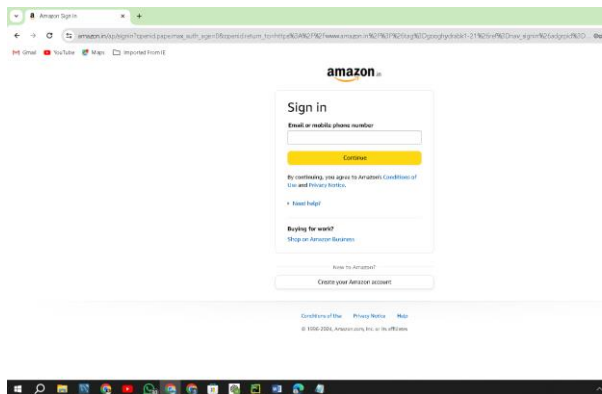 Amazon Sign In
Gmail YouTube Maps Imported From IE
amazon.in
Sign in
Email or mobile phone number
Continue
By continuing, you agree to Amazon's Conditions of
Use and Privacy Notice.
Need help?
Buying for work?
Shop on Amazon Business
New to Amazon?
Create your Amazon account
Conditions of Use Privacy Notice Help
© 1996-2024, Amazon.com, Inc. or its affiliates